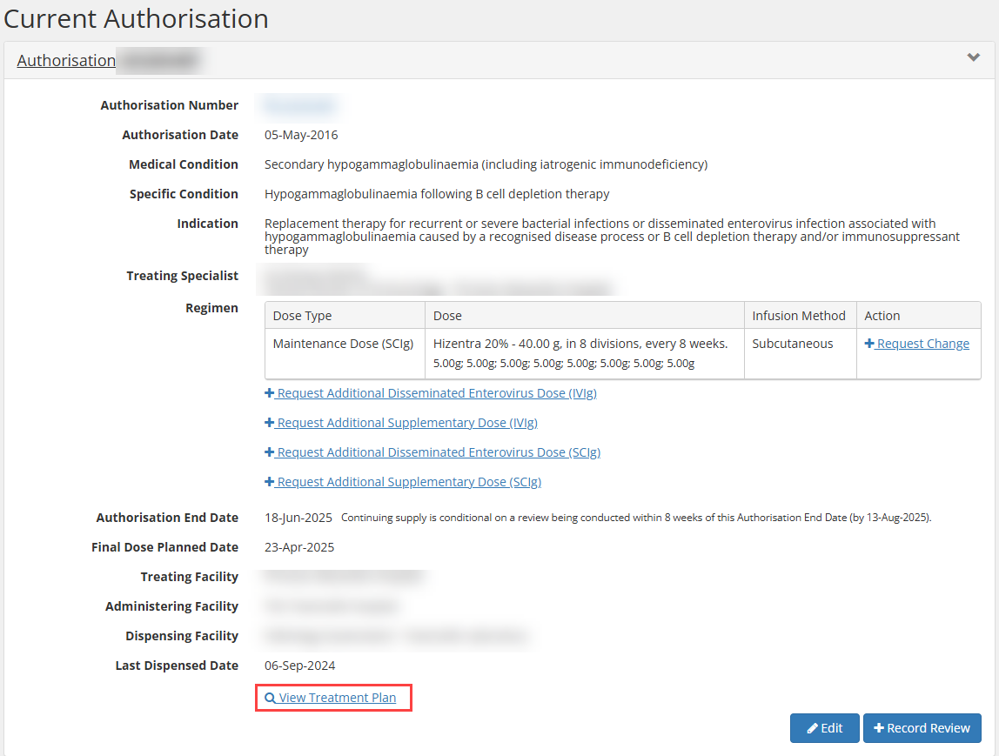 Current Authorisation
Authorisation
Authorisation Number
Authorisation Date 05-May-2016
Medical Condition Secondary hypogammaglobulinaemia (including iatrogenic immunodeficiency)
Specific Condition Hypogammaglobulinaemia following B cell depletion therapy
Indication Replacement therapy for recurrent or severe bacterial infections or disseminated enterovirus infection associated with
hypogammaglobulinaemia caused by a recognised disease process or B cell depletion therapy and/or immunosuppressant
therapy
Treating Specialist
Regimen
Dose Type Dose Infusion Method Action
Maintenance Dose (SCIg) Hizentra 20% - 40.00 g, in 8 divisions, every 8 weeks. Subcutaneous Request Change
5.00g; 5.00g; 5.00g; 5.00g; 5.00g; 5.00g; 5.00g; 5.00g
Request Additional Disseminated Enterovirus Dose (IVIg)
Request Additional Supplementary Dose (IVIg)
Request Additional Disseminated Enterovirus Dose (SCIg)
Request Additional Supplementary Dose (SCIg)
Authorisation End Date 18-Jun-2025 Continuing supply is conditional on a review being conducted within 8 weeks of this Authorisation End Date (by 13-Aug-2025).
Final Dose Planned Date 23-Apr-2025
Treating Facility
Administering Facility
Dispensing Facility
Last Dispensed Date 06-Sep-2024
View Treatment Plan
Edit Record Review